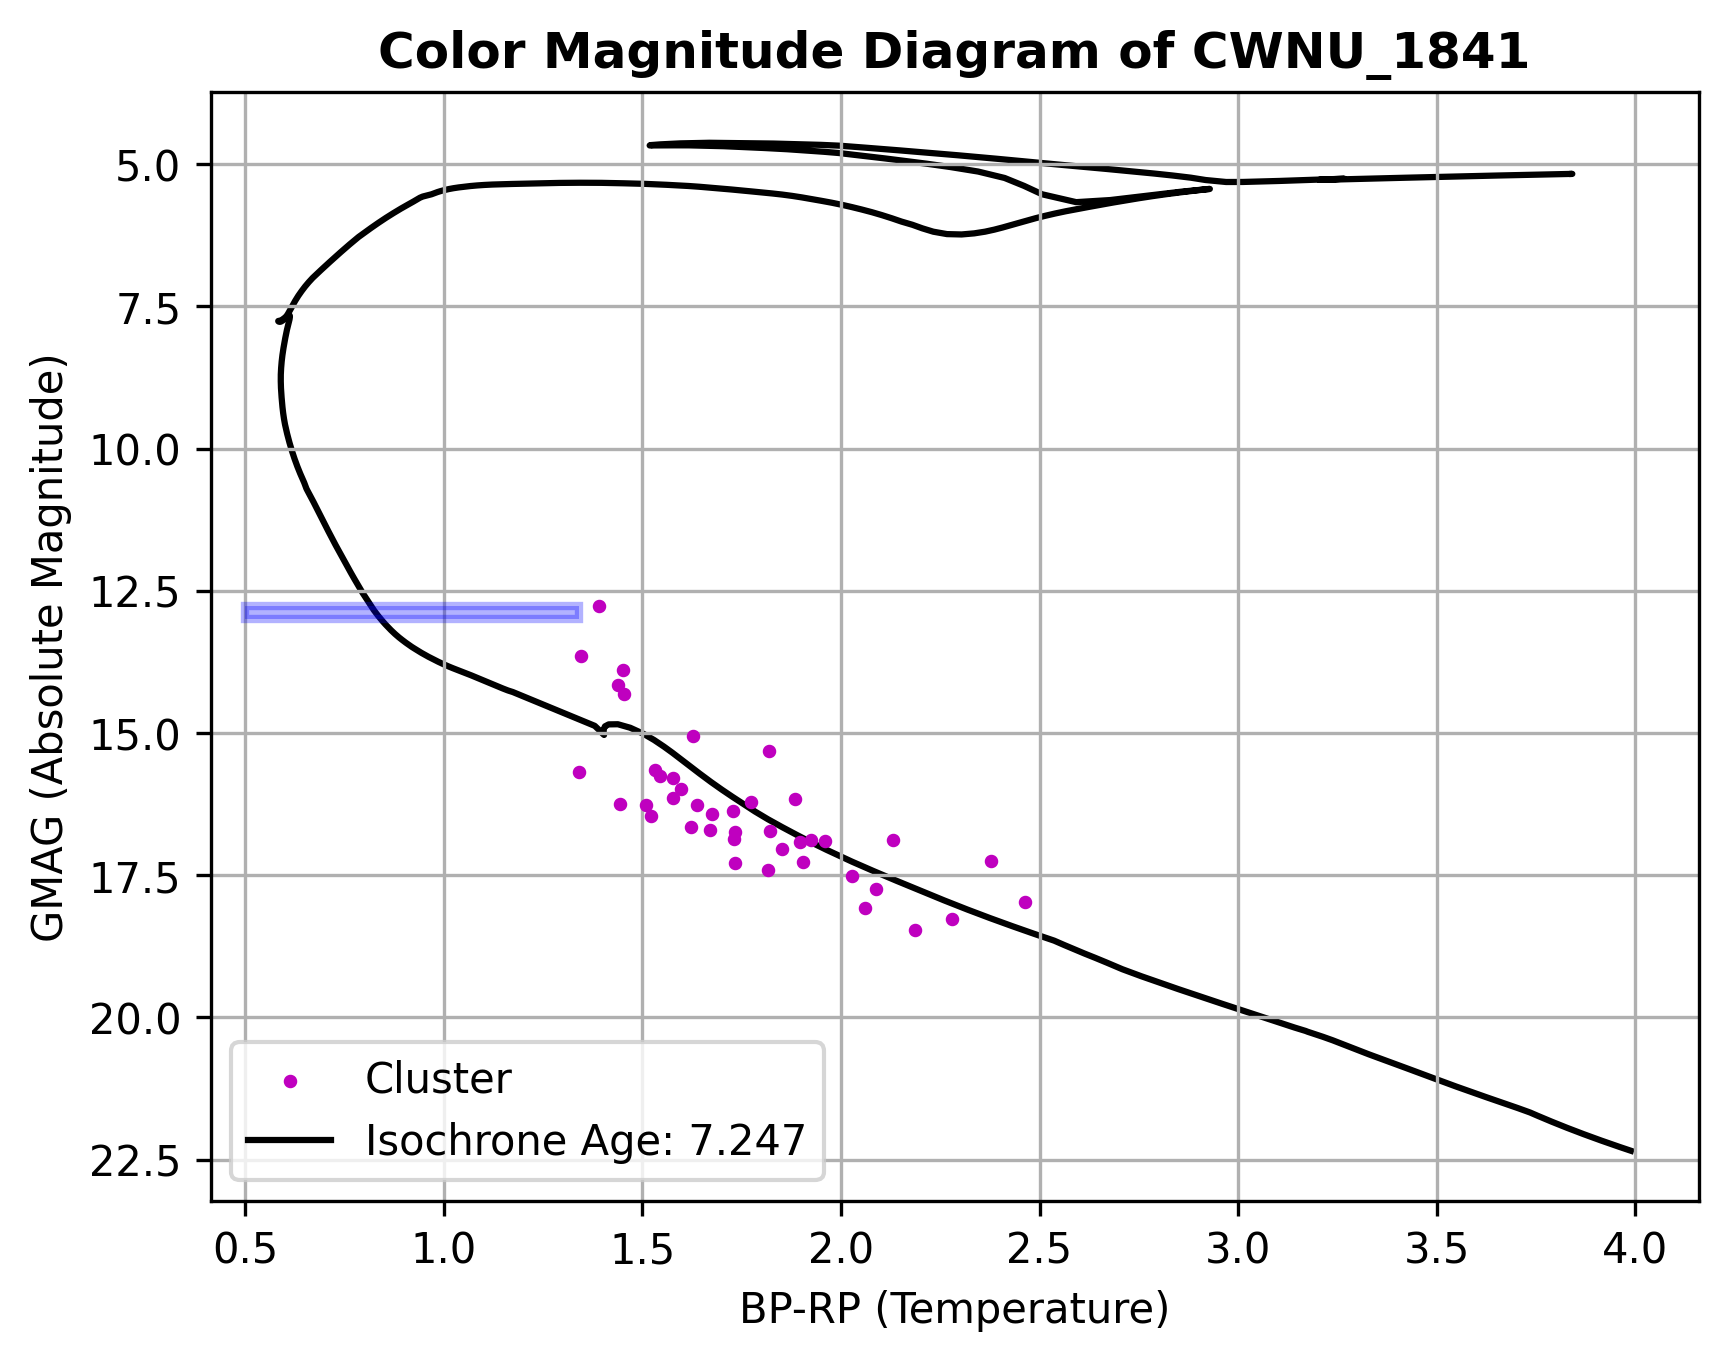 Color Magnitude Diagram of CWNU_1841
GMAG (Absolute Magnitude)
5.0
7.5
10.0
12.5
15.0
17.5
20.0
22.5
Cluster
Isochrone Age: 7.247
0.5 1.0 1.5 2.0 2.5 3.0 3.5 4.0
BP-RP (Temperature)